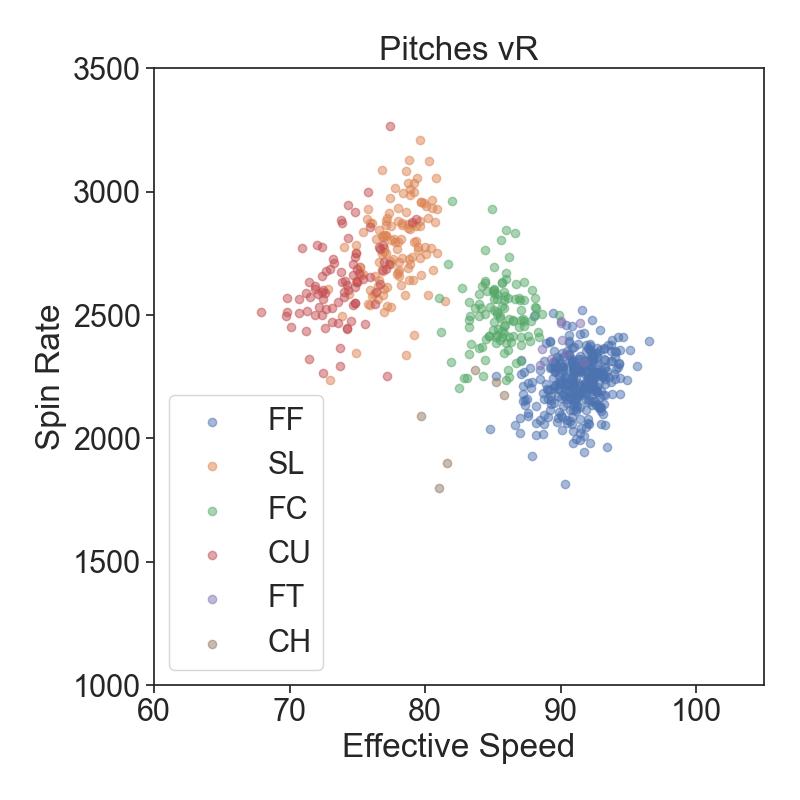 Pitches vR
Spin Rate
3500
3000
2500
2000
1500
1000
FF
SL
FC
CU
FT
CH
60 70 80 90 100
Effective Speed